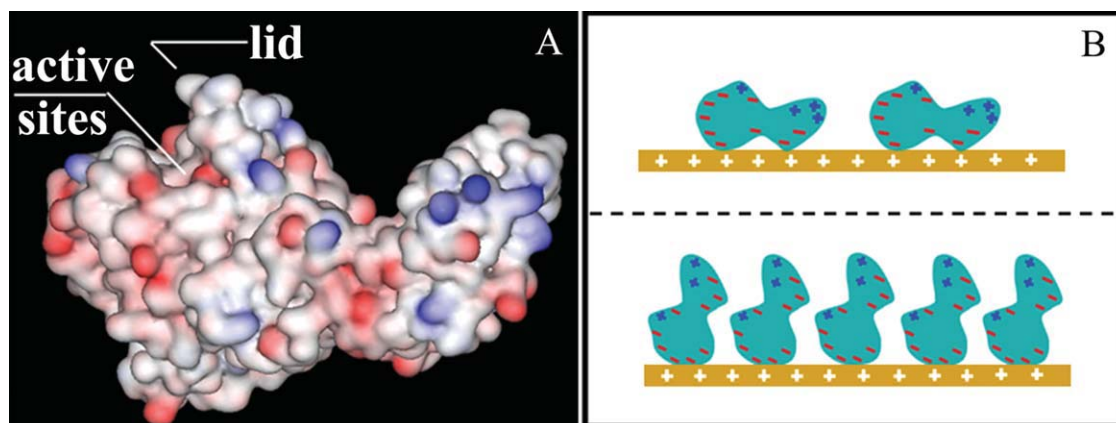 lid
active
sites
A
B
+ + + + + + + + + + + +
+ + + + + + + + + + +